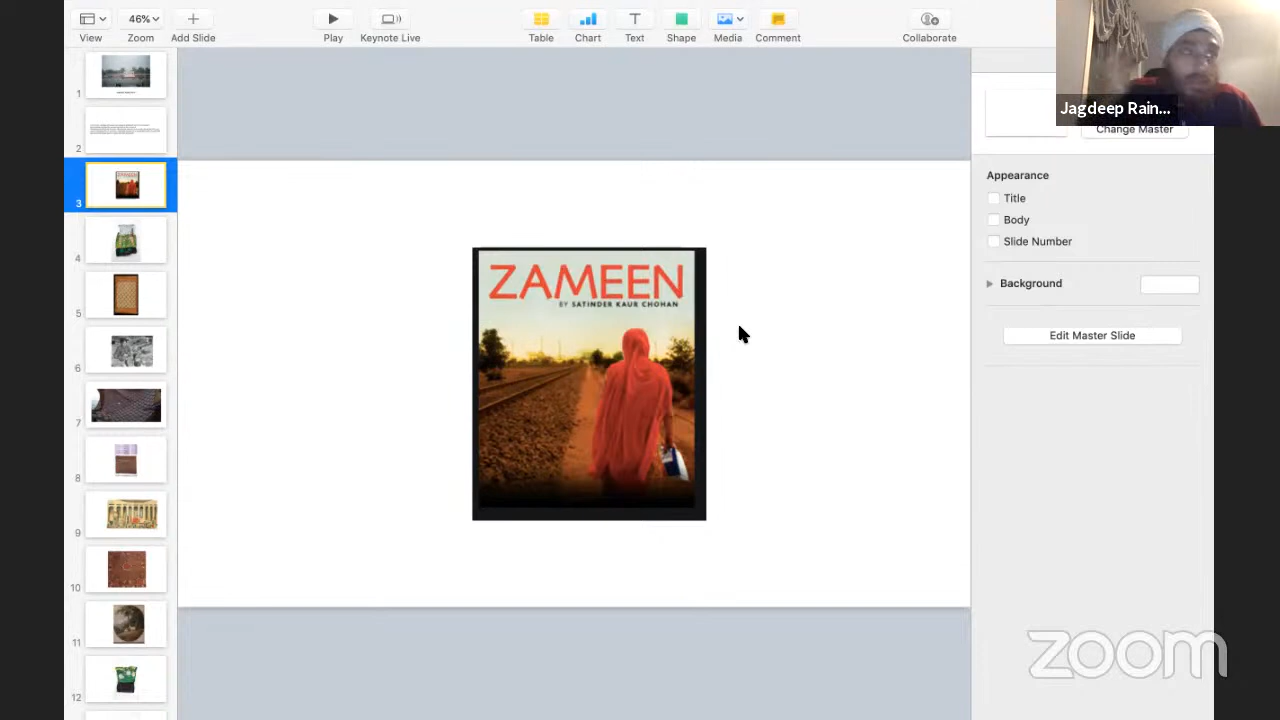 46%
View
Zoom
Add Slide
Play
Keynote Live
Table
Chart
Text
Shape
Media
Comment
Collaborate
Jagdeep Rain...
Change Master
Appearance
Title
Body
Slide Number
Background
Edit Master Slide
1
2
3
4
5
6
7
8
9
10
11
12
ZAMEEN
BY SATINDER KAUR CHOHAN
zoom